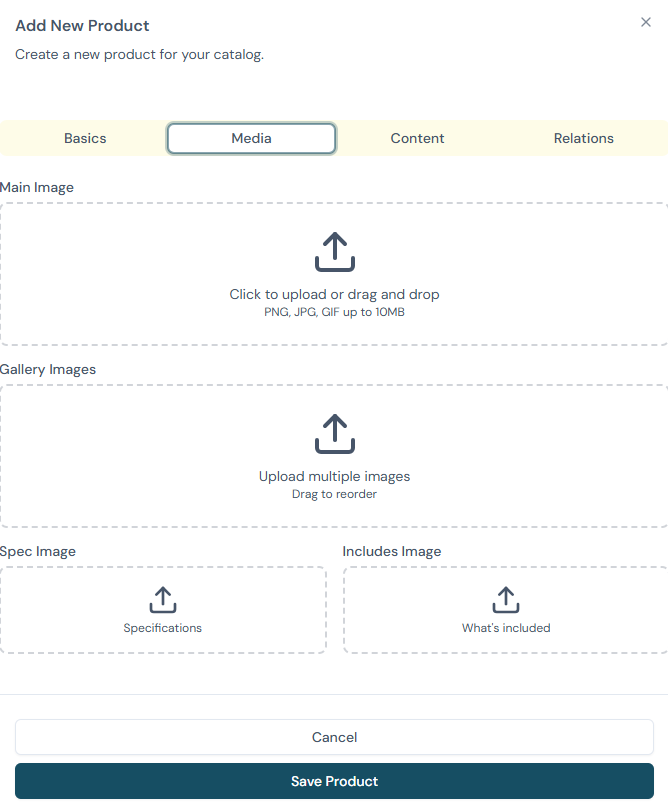 Add New Product
Create a new product for your catalog.
Basics Media Content Relations
Main Image
Click to upload or drag and drop
PNG, JPG, GIF up to 10MB
Gallery Images
Upload multiple images
Drag to reorder
Spec Image Includes Image
Specifications What's included
Cancel
Save Product